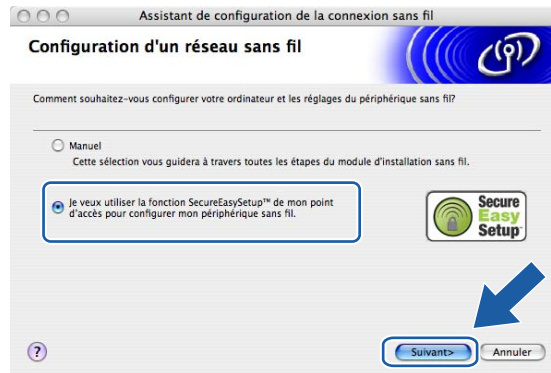 Assistant de configuration de la connexion sans fil
Configuration d'un réseau sans fil
Comment souhaitez-vous configurer votre ordinateur et les réglages du périphérique sans fil?
Manuel
Cette sélection vous guidera à travers toutes les étapes du module d'installation sans fil.
Je veux utiliser la fonction SecureEasySetup™ de mon point
d'accès pour configurer mon périphérique sans fil.
Secure
Easy
Setup
?
Suivant>
Annuler